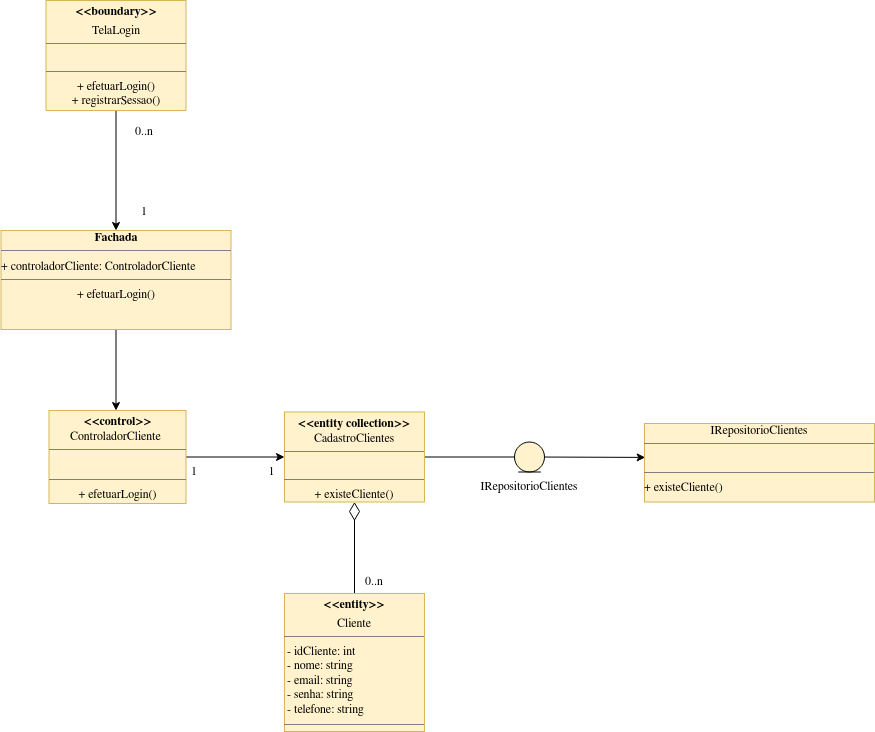 <<boundary>>
TelaLogin
+ efetuarLogin()
+ registrarSessao()
0..n
1
Fachada
+ controladorCliente: ControladorCliente
+ efetuarLogin()
<<control>>
ControladorCliente
+ efetuarLogin()
1
1
<<entity collection>>
CadastroClientes
+ existeCliente()
IRepositorioClientes
IRepositorioClientes
+ existeCliente()
0..n
<<entity>>
Cliente
- idCliente: int
- nome: string
- email: string
- senha: string
- telefone: string